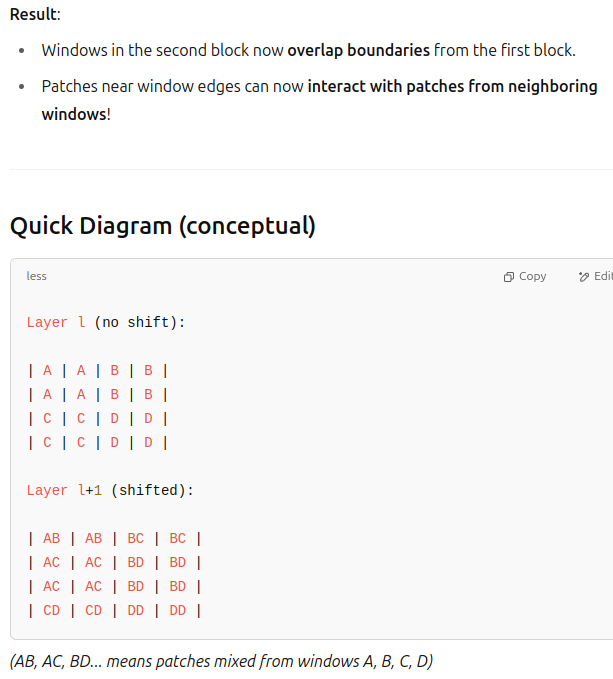 Result:
• Windows in the second block now overlap boundaries from the first block.
• Patches near window edges can now interact with patches from neighboring
windows!
Quick Diagram (conceptual)
less
Copy
Edit
Layer l (no shift):
| A | A | B | B |
| A | A | B | B |
| C | C | D | D |
| C | C | D | D |
Layer l+1 (shifted):
| AB | AB | BC | BC |
| AC | AC | BD | BD |
| AC | AC | BD | BD |
| CD | CD | DD | DD |
(AB, AC, BD... means patches mixed from windows A, B, C, D)